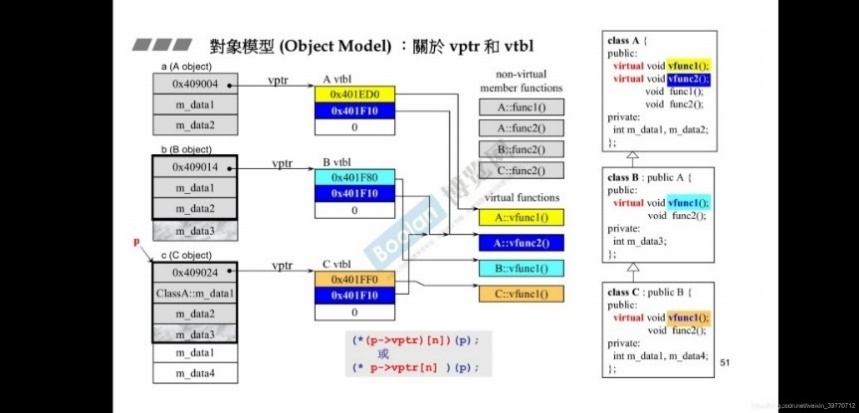 對象模型 (Object Model)：關於 vptr 和 vtbl
a (A object)
0x409004
m_data1
m_data2
vptr
A vtbl
0x401ED0
0x401F10
0
b (B object)
0x409014
m_data1
m_data2
m_data3
vptr
B vtbl
0x401F80
0x401F10
0
p
c (C object)
0x409024
ClassA::m_data1
m_data2
m_data3
m_data1
m_data4
vptr
C vtbl
0x401FF0
0x401F10
0
(*(p->vptr)[n])(p);
或
(* p->vptr[n] )(p);
non-virtual
member functions
A::func1()
A::func2()
B::func2()
C::func2()
virtual functions
A::vfunc1()
A::vfunc2()
B::vfunc1()
C::vfunc1()
class A {
public:
virtual void vfunc1();
virtual void vfunc2();
void func1();
void func2();
private:
int m_data1, m_data2;
};
class B : public A {
public:
virtual void vfunc1();
void func2();
private:
int m_data3;
};
class C : public B {
public:
virtual void vfunc1();
void func2();
private:
int m_data1, m_data4;
};
51
Boolan 博览网